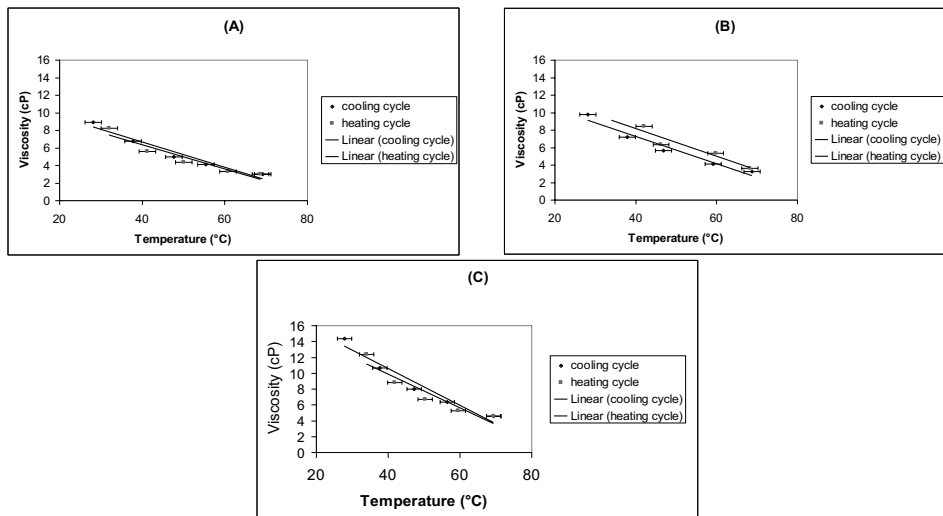 (A)
Viscosity (cP)
16
14
12
10
8
6
4
2
0
20 40 60 80
Temperature (°C)
cooling cycle
heating cycle
Linear (cooling cycle)
Linear (heating cycle)
(B)
Viscosity (cP)
16
14
12
10
8
6
4
2
0
20 40 60 80
Temperature (°C)
cooling cycle
heating cycle
Linear (cooling cycle)
Linear (heating cycle)
(C)
Viscosity (cP)
16
14
12
10
8
6
4
2
0
20 40 60 80
Temperature (°C)
cooling cycle
heating cycle
Linear (cooling cycle)
Linear (heating cycle)